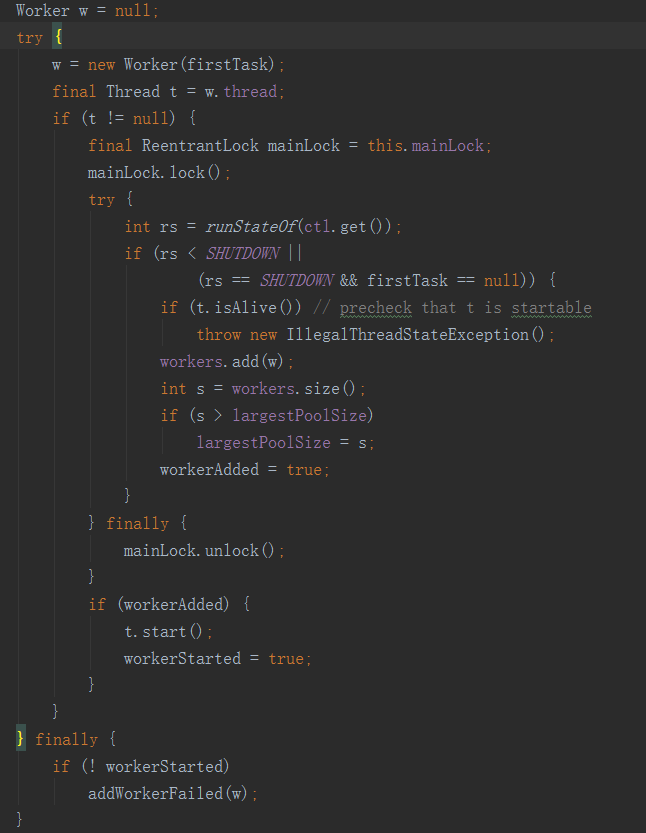 Worker w = null;
try {
    w = new Worker(firstTask);
    final Thread t = w.thread;
    if (t != null) {
        final ReentrantLock mainLock = this.mainLock;
        mainLock.lock();
        try {
            int rs = runStateOf(ctl.get());
            if (rs < SHUTDOWN ||
                    (rs == SHUTDOWN && firstTask == null)) {
                if (t.isAlive()) // precheck that t is startable
                    throw new IllegalThreadStateException();
                workers.add(w);
                int s = workers.size();
                if (s > largestPoolSize)
                    largestPoolSize = s;
                workerAdded = true;
            }
        } finally {
            mainLock.unlock();
        }
        if (workerAdded) {
            t.start();
            workerStarted = true;
        }
    }
} finally {
    if (! workerStarted)
        addWorkerFailed(w);
}